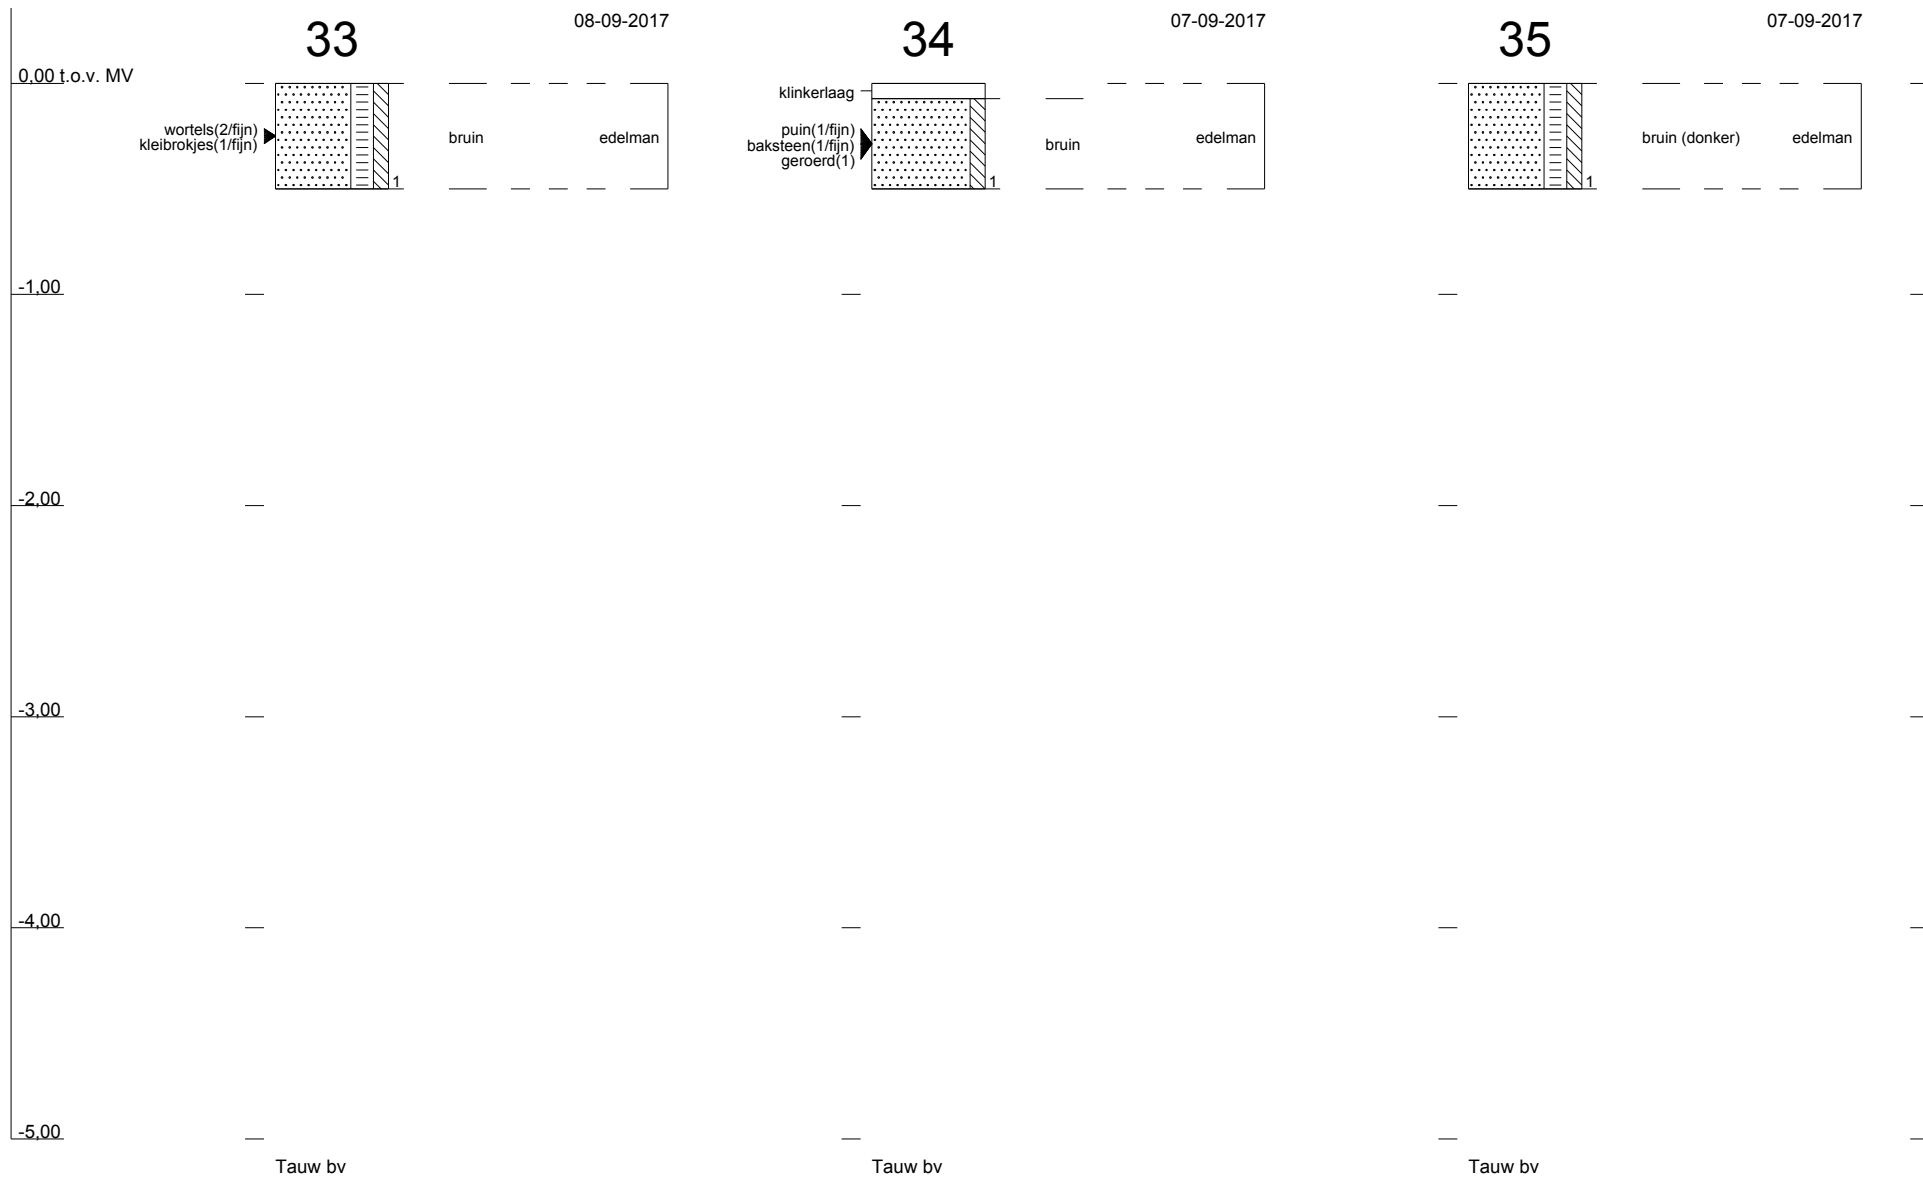 33
08-09-2017
34
07-09-2017
35
07-09-2017
0,00 t.o.v. MV
wortels(2/fijn)
kleibrokjes(1/fijn)
1
bruin
edelman
klinkerlaag
puin(1/fijn)
baksteen(1/fijn)
geroerd(1)
1
bruin
edelman
1
bruin (donker)
edelman
-1,00
-2,00
-3,00
-4,00
-5,00
Tauw bv
Tauw bv
Tauw bv